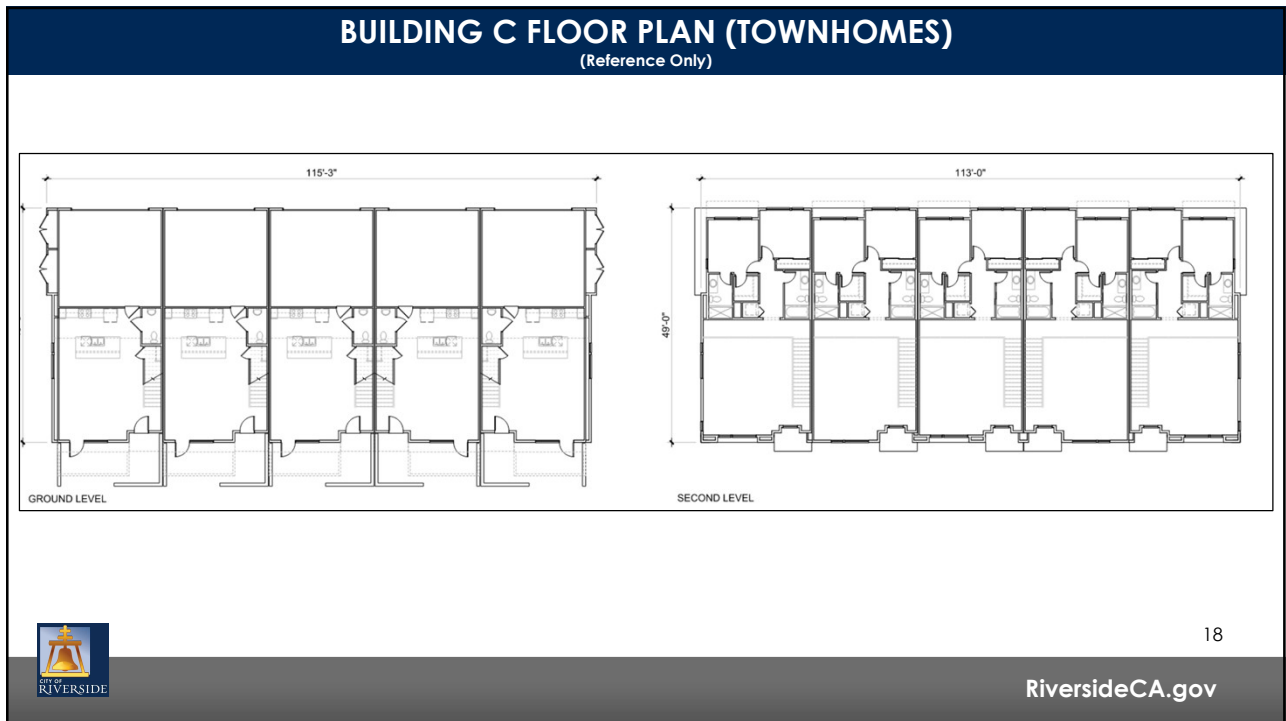 BUILDING C FLOOR PLAN (TOWNHOMES)
(Reference Only)
115'-3"
113'-0"
49'-0"
GROUND LEVEL
SECOND LEVEL
18
CITY OF
RIVERSIDE
RiversideCA.gov